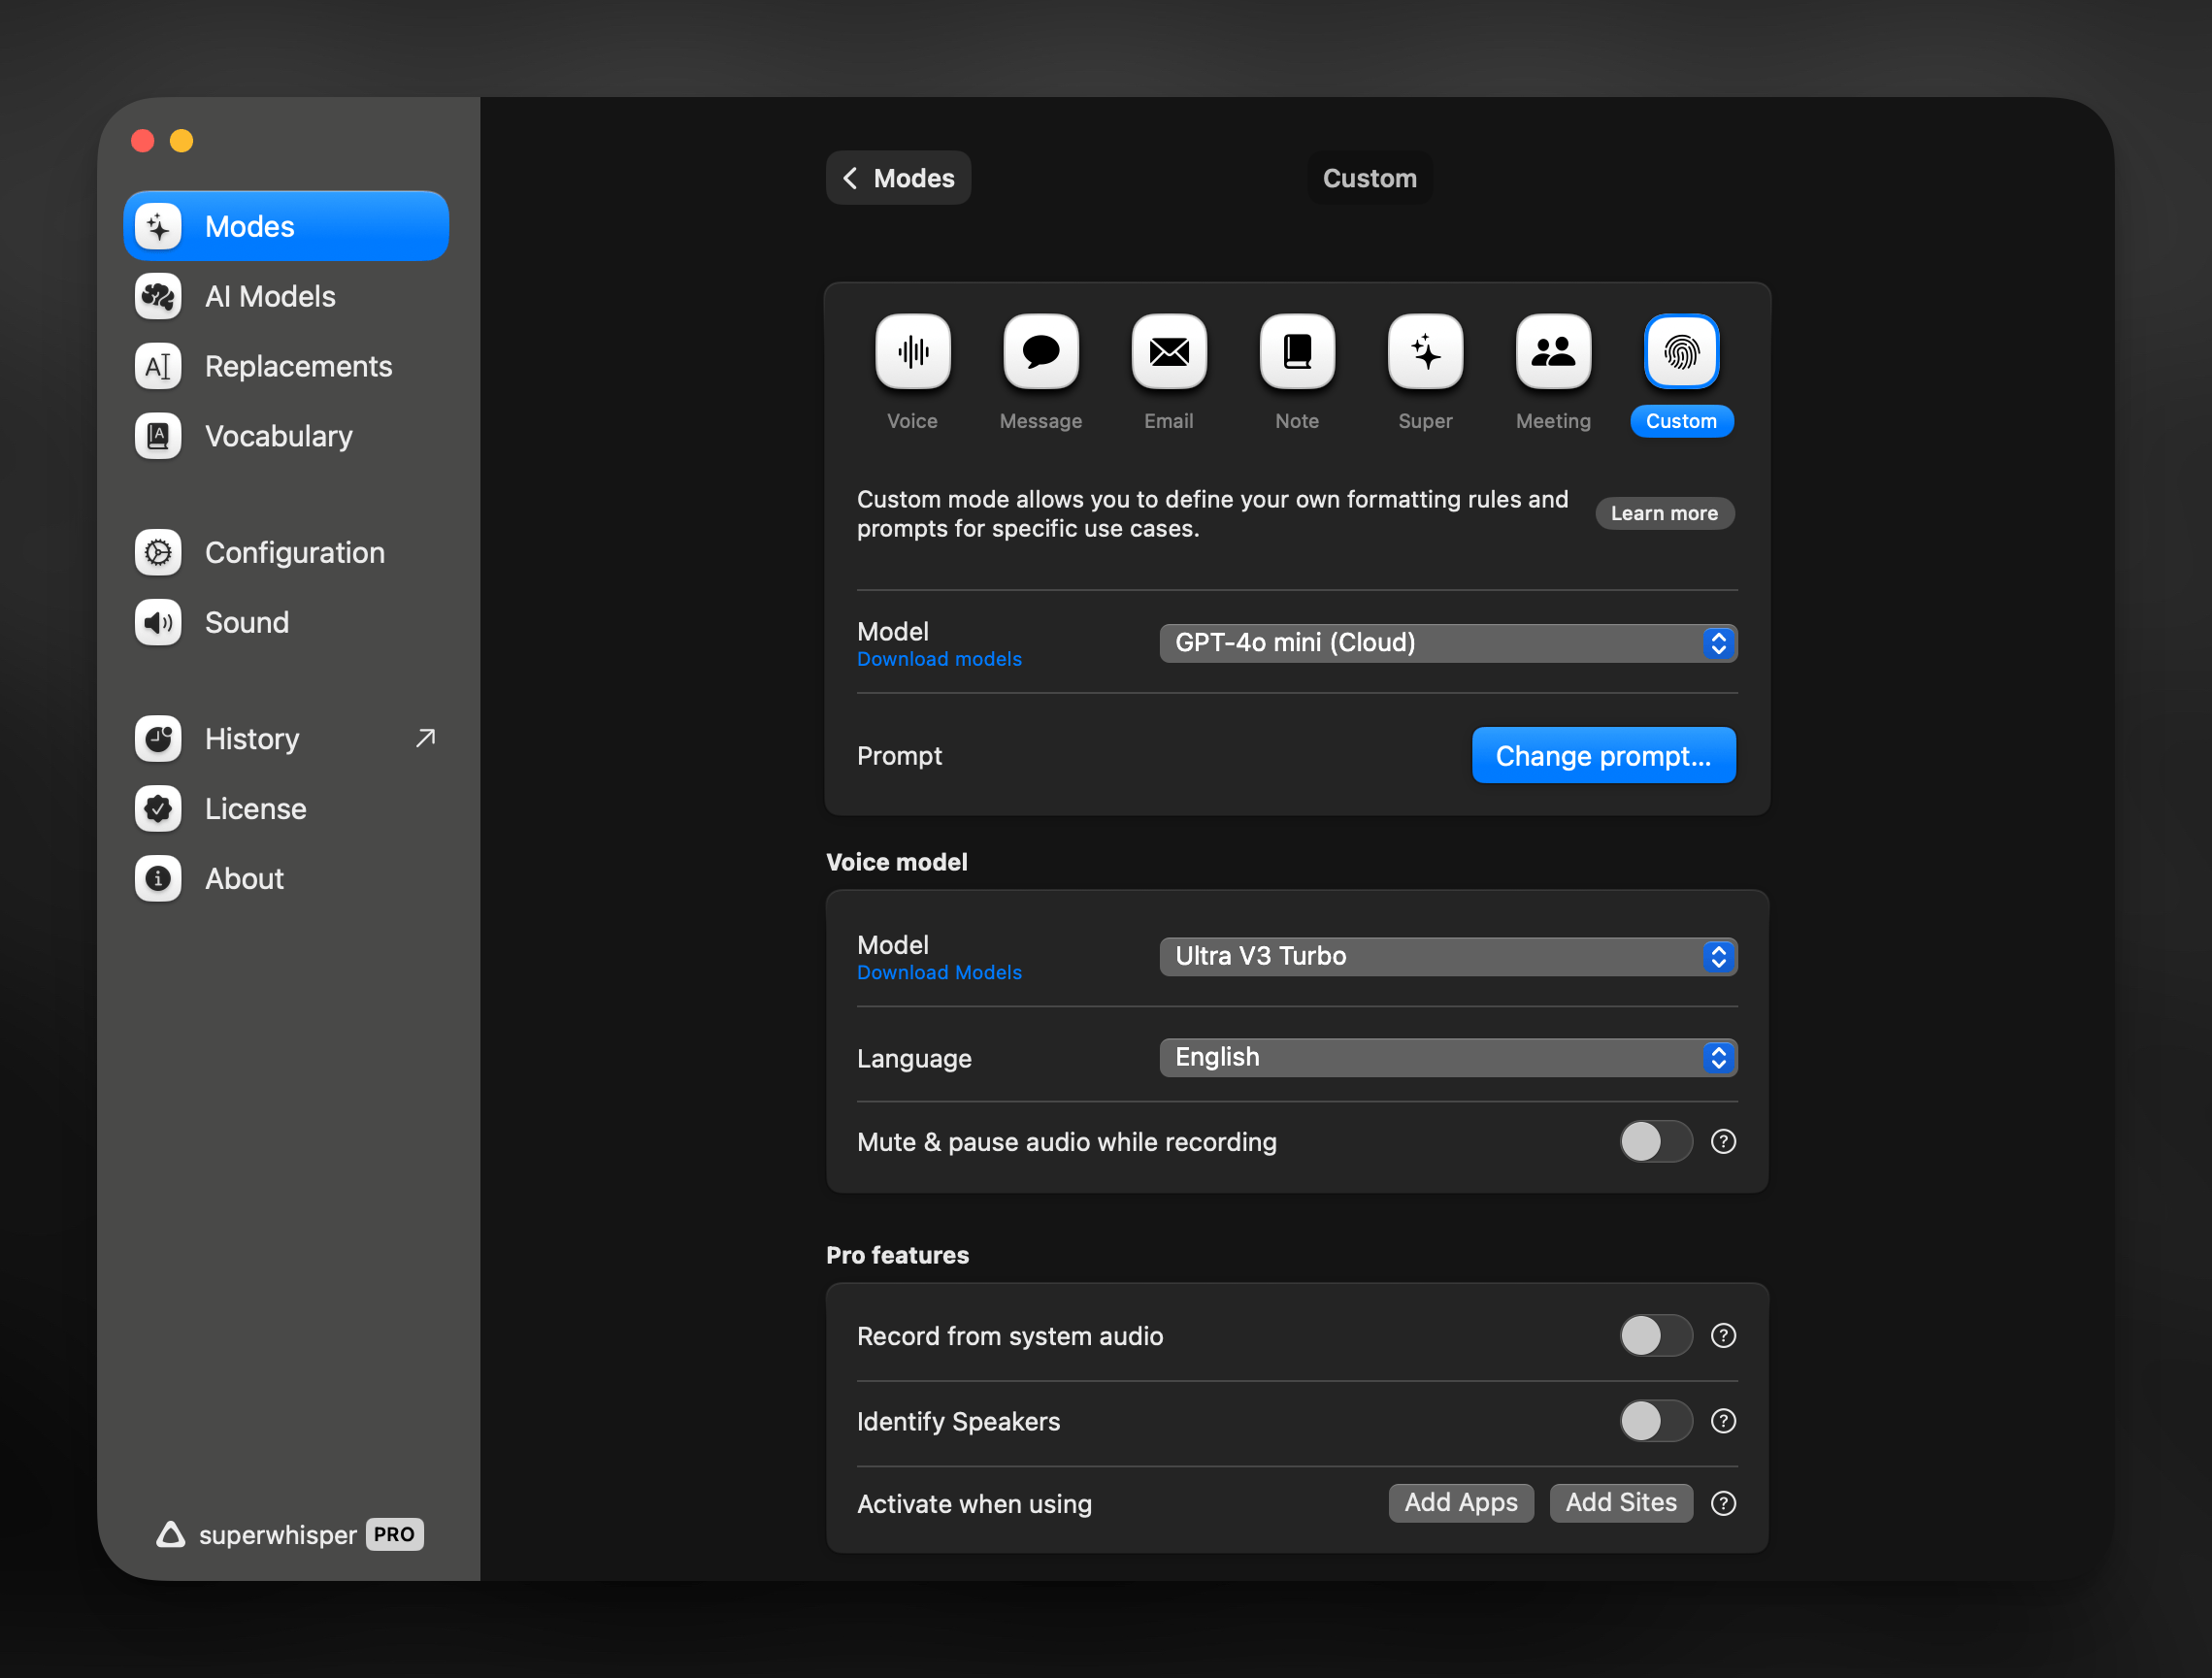 Modes
AI Models
Replacements
Vocabulary
Configuration
Sound
History
License
About
superwhisper PRO
Modes
Custom
Voice
Message
Email
Note
Super
Meeting
Custom
Custom mode allows you to define your own formatting rules and
prompts for specific use cases.
Learn more
Model
Download models
GPT-4o mini (Cloud)
Prompt
Change prompt...
Voice model
Model
Download Models
Ultra V3 Turbo
Language
English
Mute & pause audio while recording
?
Pro features
Record from system audio
?
Identify Speakers
?
Activate when using
Add Apps
Add Sites
?